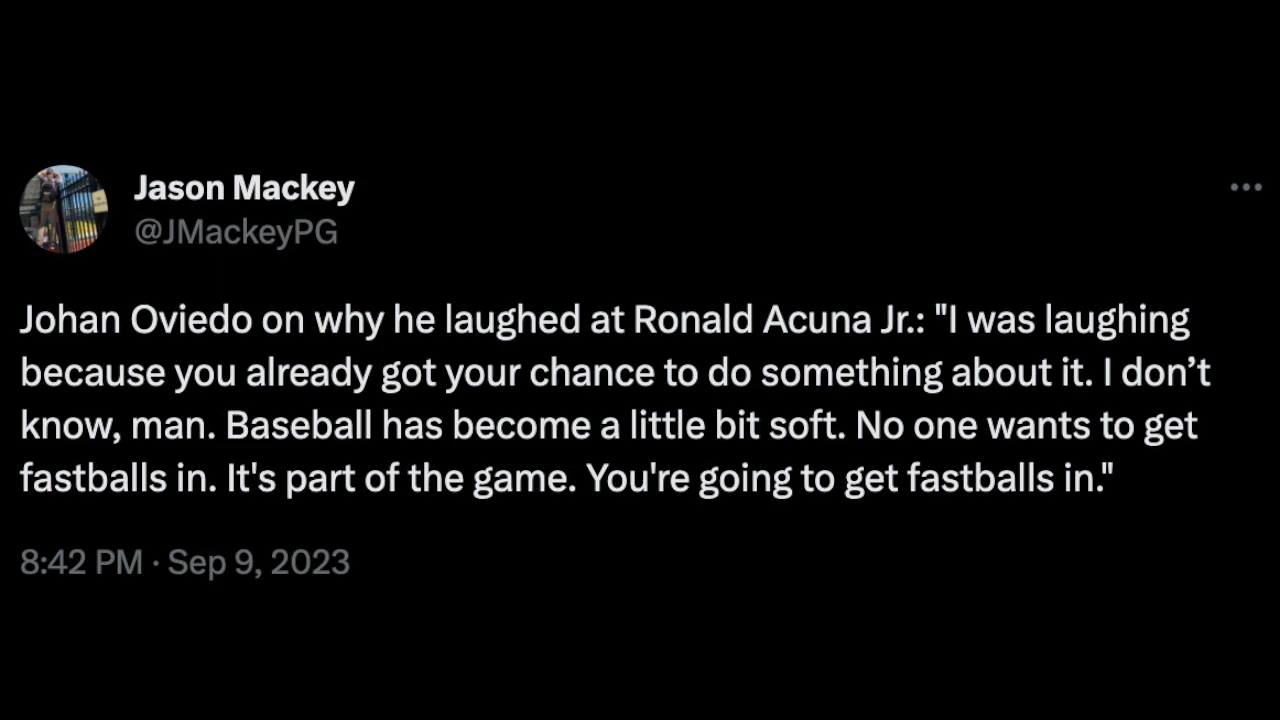 Jason Mackey
@JMackeyPG
Johan Oviedo on why he laughed at Ronald Acuna Jr.: "I was laughing
because you already got your chance to do something about it. I don’t
know, man. Baseball has become a little bit soft. No one wants to get
fastballs in. It's part of the game. You're going to get fastballs in."
8:42 PM · Sep 9, 2023